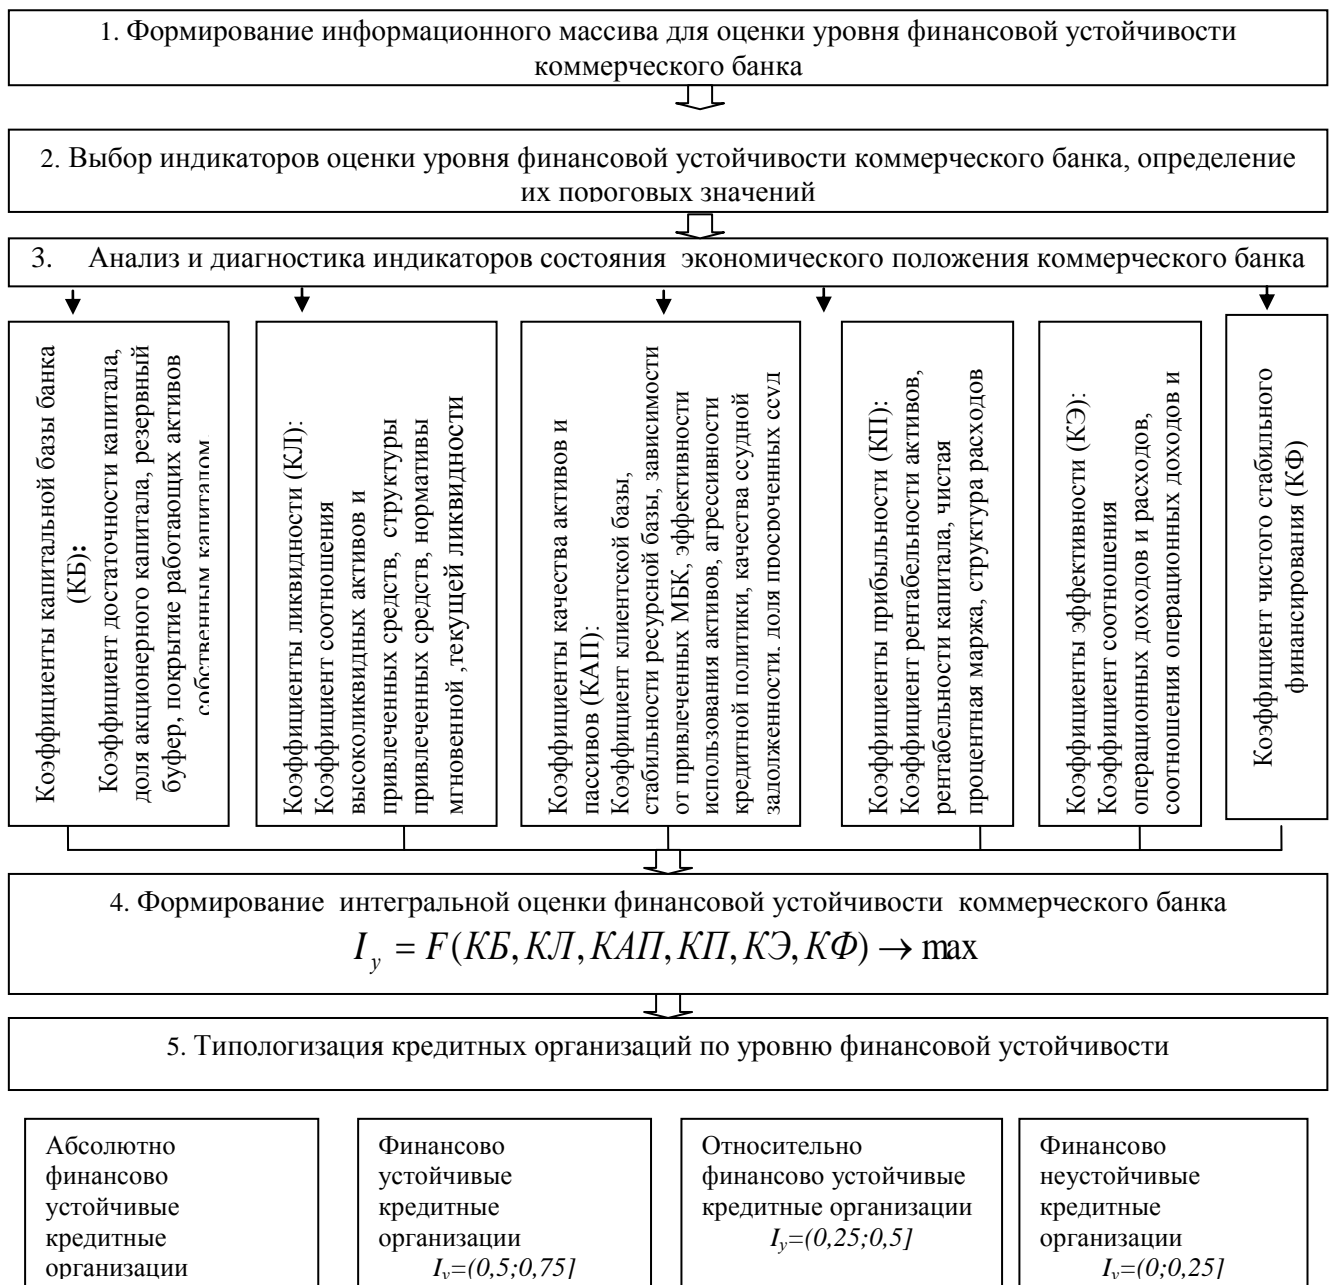 1. Формирование информационного массива для оценки уровня финансовой устойчивости
коммерческого банка
2. Выбор индикаторов оценки уровня финансовой устойчивости коммерческого банка, определение
их пороговых значений
3. Анализ и диагностика индикаторов состояния экономического положения коммерческого банка
Коэффициенты капитальной базы банка
(КБ):
Коэффициент достаточности капитала,
доля акционерного капитала, резервный
буфер, покрытие работающих активов
собственным капиталом
Коэффициенты ликвидности (КЛ):
Коэффициент соотношения
высоколиквидных активов и
привлеченных средств, структуры
привлеченных средств, нормативы
мгновенной ,текущей ликвидности
Коэффициенты качества активов и
пассивов (КАП):
Коэффициент клиентской базы,
стабильности ресурсной базы, зависимости
от привлеченных МБК, эффективности
использования активов, агрессивности
кредитной политики, качества ссудной
задолженности, доля просроченных ссуд
Коэффициенты прибыльности (КП):
Коэффициент рентабельности активов,
рентабельности капитала, чистая
процентная маржа, структура расходов
Коэффициенты эффективности (КЭ):
Коэффициент соотношения
операционных доходов и расходов,
соотношения операционных доходов и
Коэффициент чистого стабильного
финансирования (КФ)
4. Формирование интегральной оценки финансовой устойчивости коммерческого банка
I_y = F(КБ, КЛ, КАП, КП, КЭ, КФ) → max
5. Типологизация кредитных организаций по уровню финансовой устойчивости
Абсолютно
финансово
устойчивые
кредитные
организации
Финансово
устойчивые
кредитные
организации
I_y=(0,5;0,75]
Относительно
финансово устойчивые
кредитные организации
I_y=(0,25;0,5]
Финансово
неустойчивые
кредитные
организации
I_y=(0;0,25]